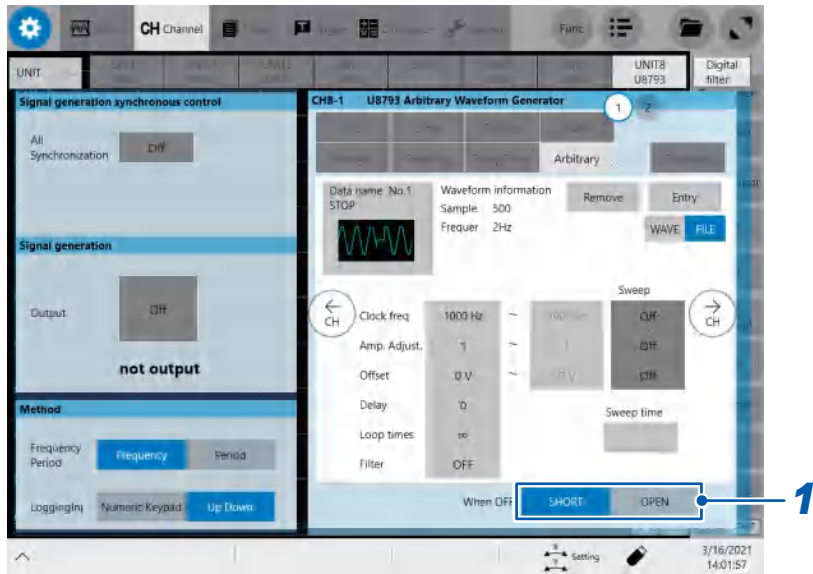 CH Channel
Func
UNIT
UNIT8
U8793
Digital
filter
Signal generation synchronous control
All
Synchronization
Off
Signal generation
Output
Off
not output
Method
Frequency
Period
Frequency
Period
LoggingInj
Numeric Keypad
Up Down
CH8-1 U8793 Arbitrary Waveform Generator
1
2
Arbitrary
Data name No.1
STOP
Waveform information
Sample 500
Frequer 2Hz
Remove
Entry
WAVE
FILE
Sweep
← CH
→ CH
Clock freq 1000 Hz ~ Off
Amp. Adjust. 1 ~ 1 Off
Offset 0 V ~ 0 V Off
Delay 0
Sweep time
Loop times ∞
Filter OFF
When OFF SHORT OPEN
1
Setting
3/16/2021
14:01:57